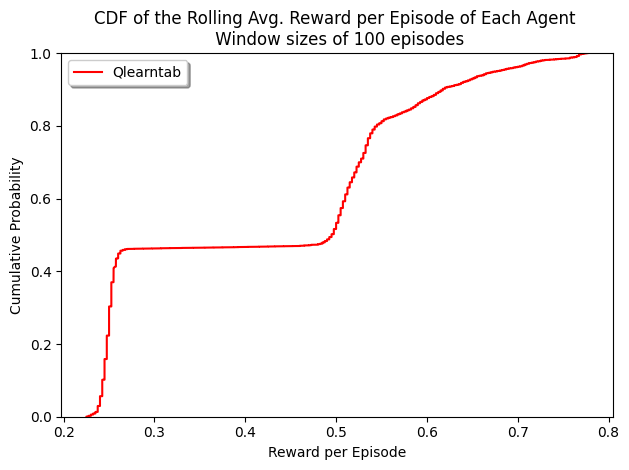 CDF of the Rolling Avg. Reward per Episode of Each Agent
Window sizes of 100 episodes
Qlearntab
Cumulative Probability
1.0
0.8
0.6
0.4
0.2
0.0
0.2 0.3 0.4 0.5 0.6 0.7 0.8
Reward per Episode